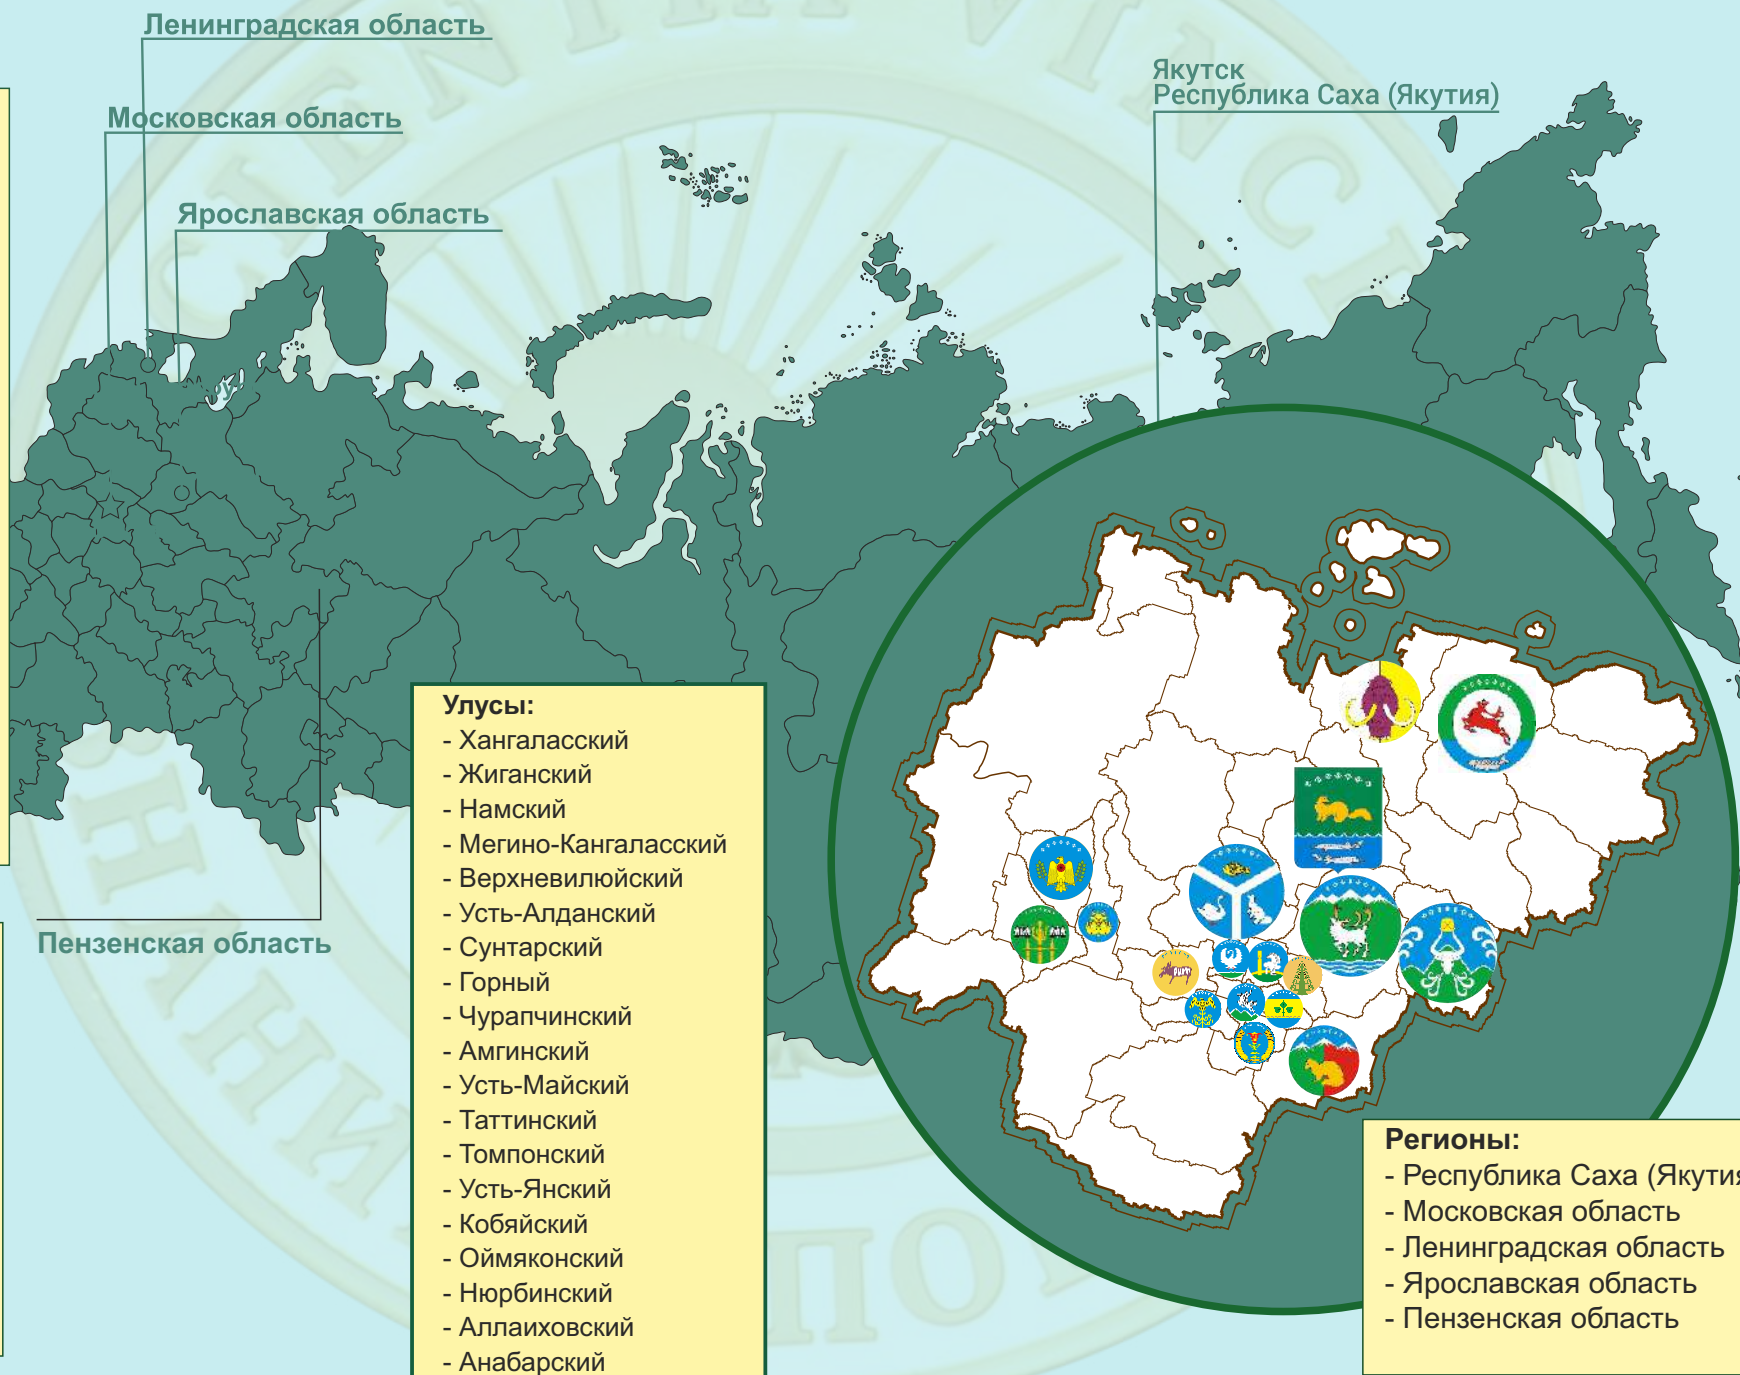 Ленинградская область
Московская область
Ярославская область
Якутск
Республика Саха (Якутия)
Пензенская область
Улусы:
- Хангаласский
- Жиганский
- Намский
- Мегино-Кангаласский
- Верхневилюйский
- Усть-Алданский
- Сунтарский
- Горный
- Чурапчинский
- Амгинский
- Усть-Майский
- Таттинский
- Томпонский
- Усть-Янский
- Кобяйский
- Оймяконский
- Нюрбинский
- Аллаиховский
- Анабарский
Регионы:
- Республика Саха (Якутия
- Московская область
- Ленинградская область
- Ярославская область
- Пензенская область